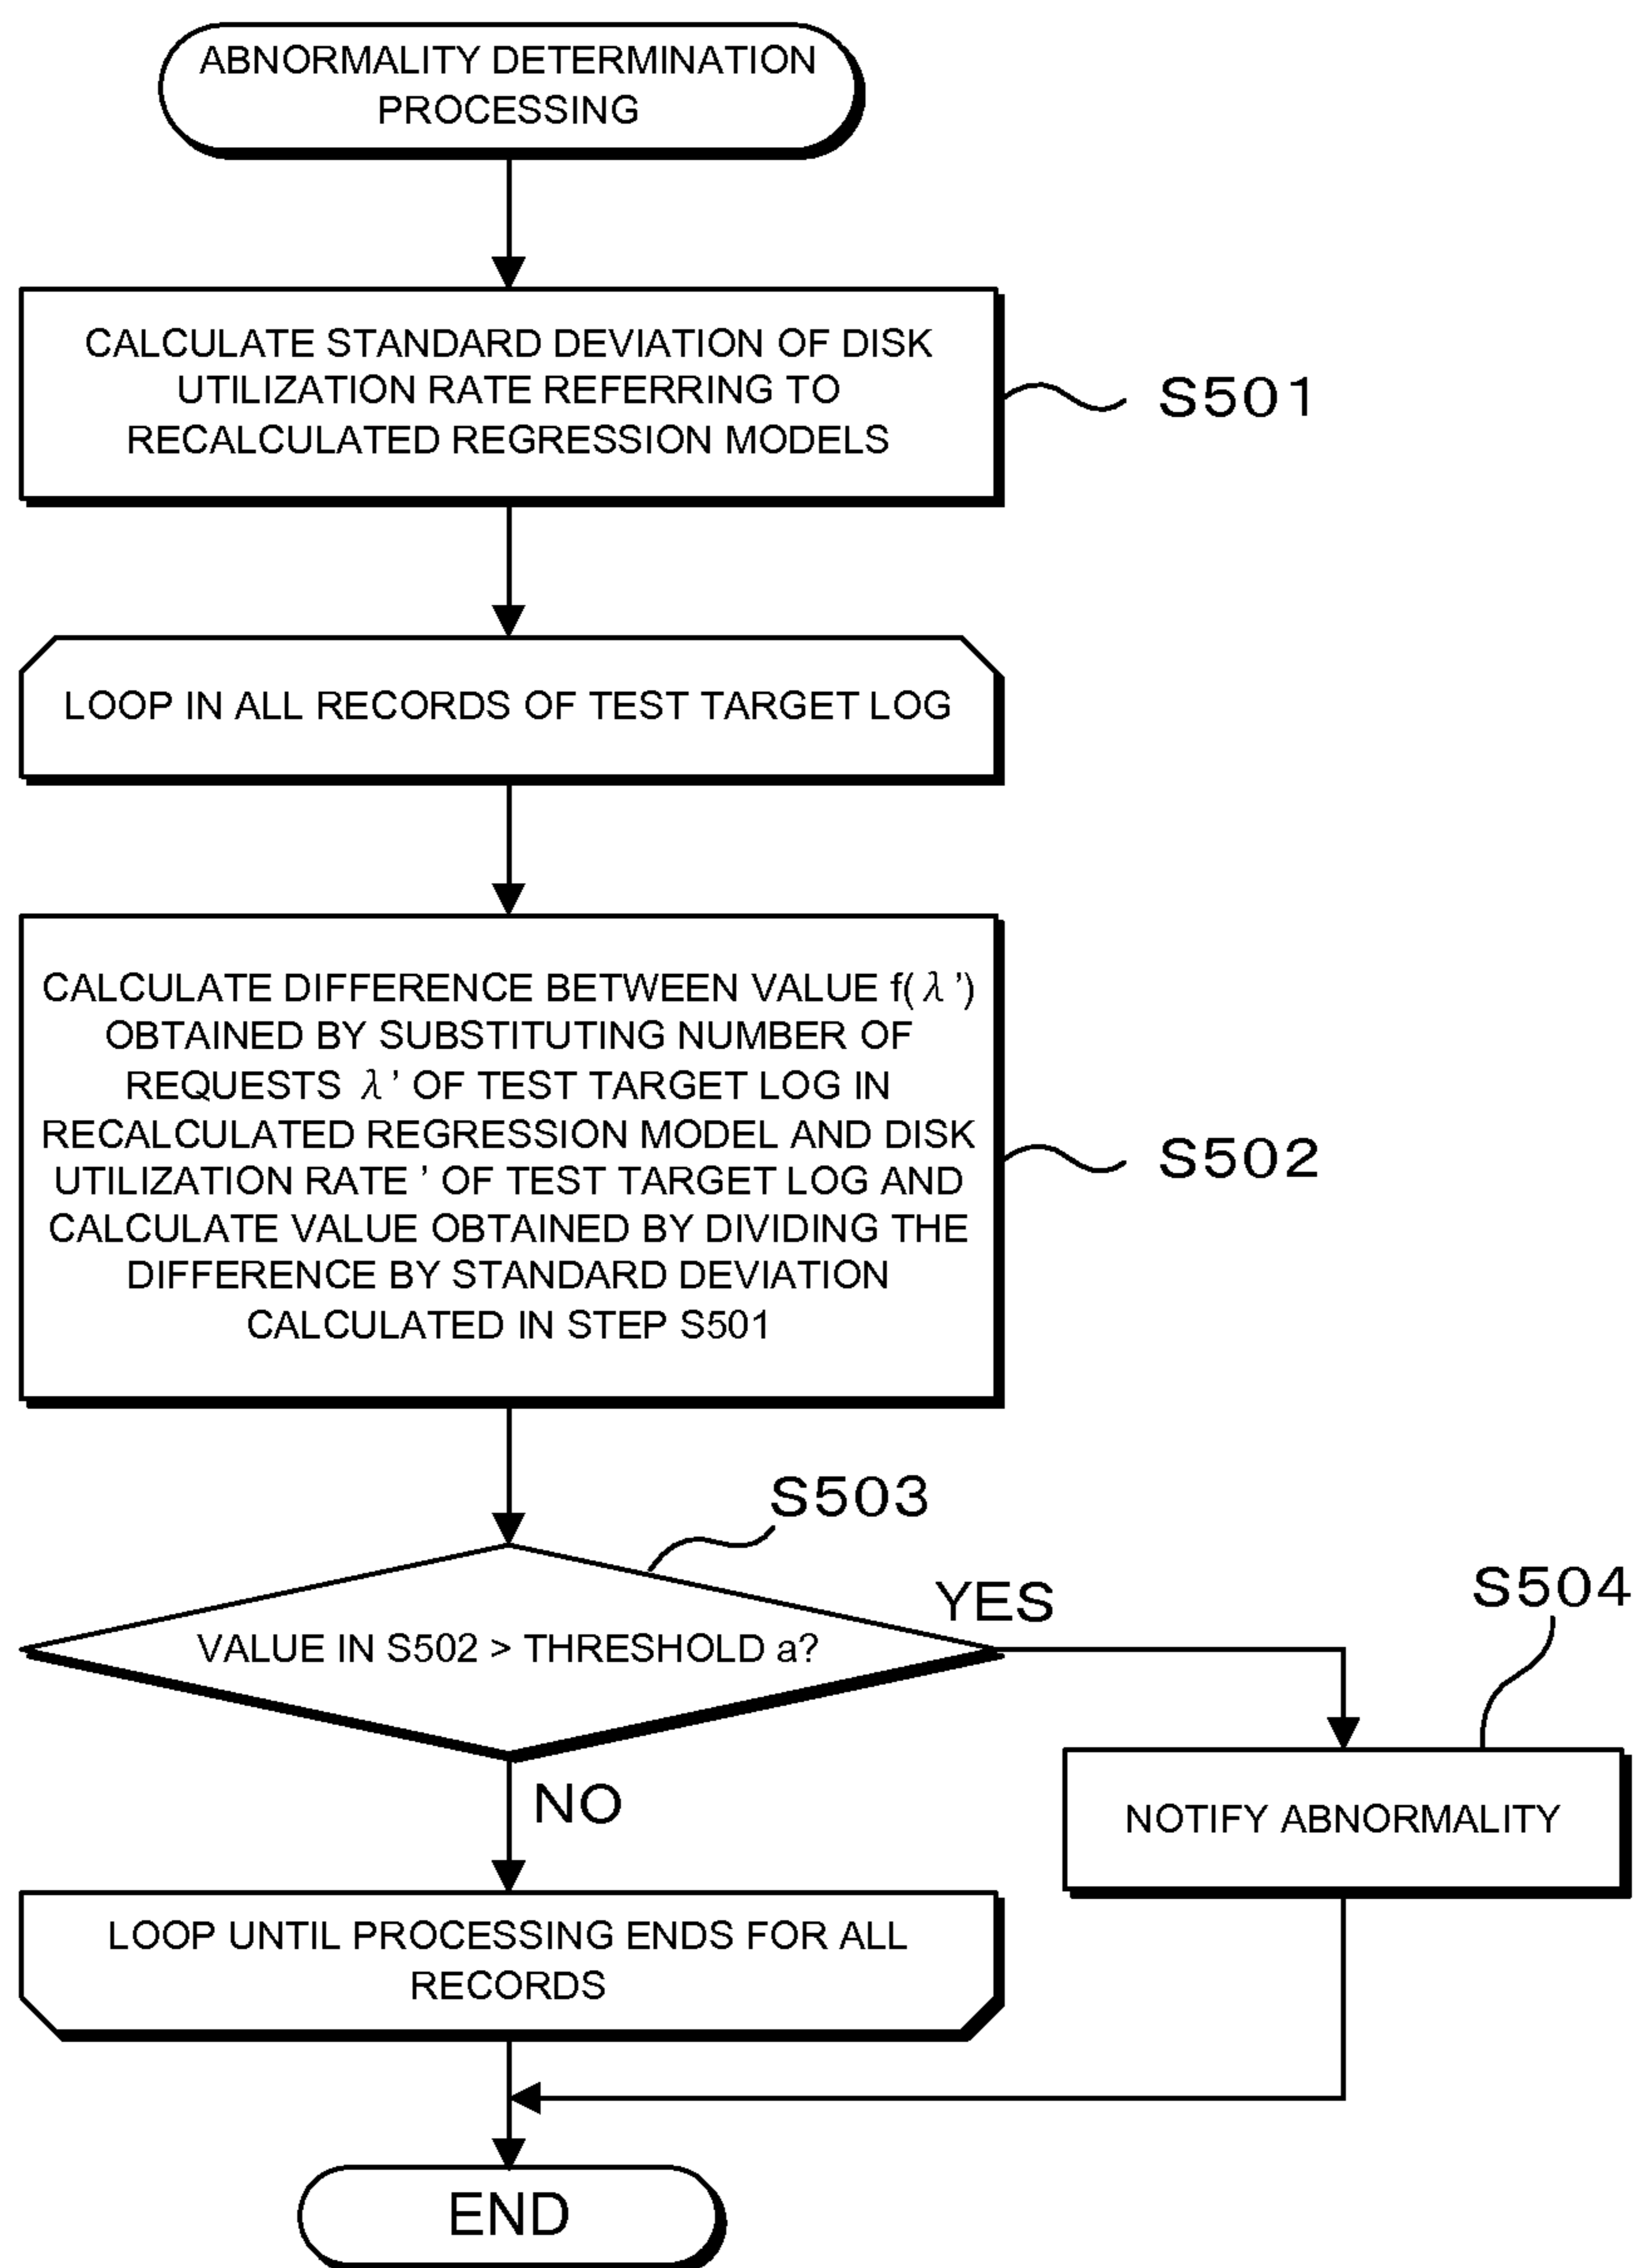 ABNORMALITY DETERMINATION
PROCESSING
CALCULATE STANDARD DEVIATION OF DISK
UTILIZATION RATE REFERRING TO
RECALCULATED REGRESSION MODELS
S501
LOOP IN ALL RECORDS OF TEST TARGET LOG
CALCULATE DIFFERENCE BETWEEN VALUE f( λ ’)
OBTAINED BY SUBSTITUTING NUMBER OF
REQUESTS λ ’ OF TEST TARGET LOG IN
RECALCULATED REGRESSION MODEL AND DISK
UTILIZATION RATE ’ OF TEST TARGET LOG AND
CALCULATE VALUE OBTAINED BY DIVIDING THE
DIFFERENCE BY STANDARD DEVIATION
CALCULATED IN STEP S501
S502
S503
VALUE IN S502 > THRESHOLD a?
YES
S504
NOTIFY ABNORMALITY
NO
LOOP UNTIL PROCESSING ENDS FOR ALL
RECORDS
END